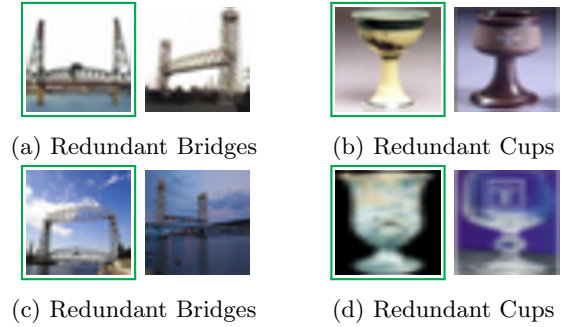 (a) Redundant Bridges
(b) Redundant Cups
(c) Redundant Bridges
(d) Redundant Cups